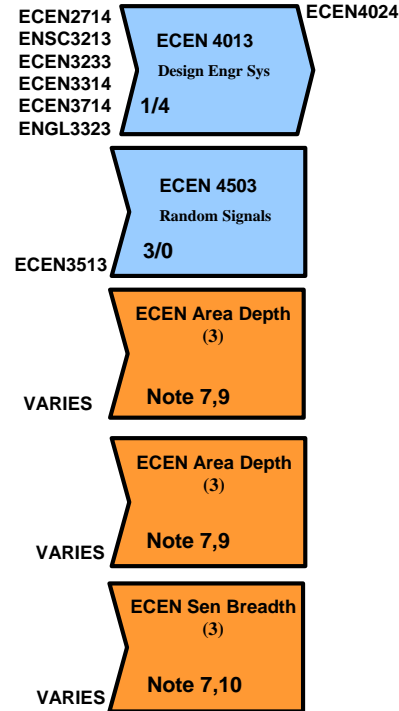 ECEN2714
ENSC3213
ECEN3233
ECEN3314
ECEN3714
ENGL3323
ECEN 4013
Design Engr Sys
1/4
ECEN4024
ECEN 4503
Random Signals
3/0
ECEN3513
ECEN Area Depth
(3)
Note 7,9
VARIES
ECEN Area Depth
(3)
Note 7,9
VARIES
ECEN Sen Breadth
(3)
Note 7,10
VARIES